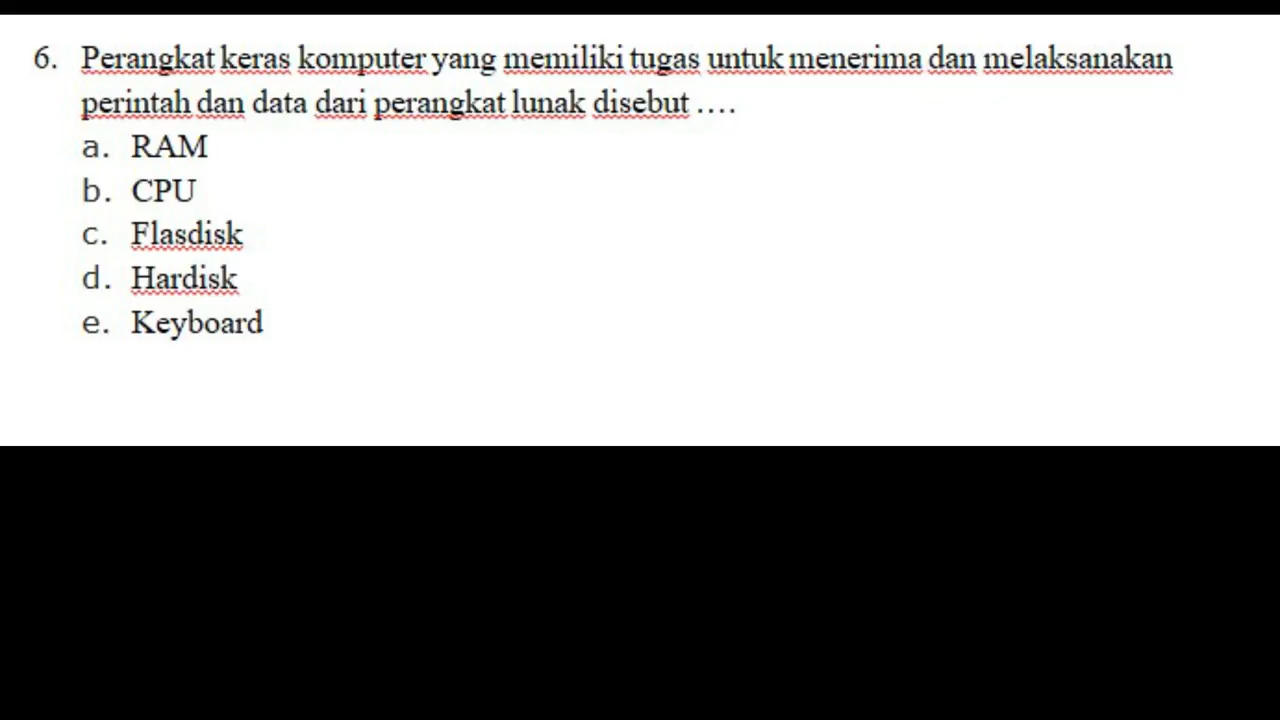 6. Perangkat keras komputer yang memiliki tugas untuk menerima dan melaksanakan
perintah dan data dari perangkat lunak disebut ….
a. RAM
b. CPU
c. Flasdisk
d. Hardisk
e. Keyboard